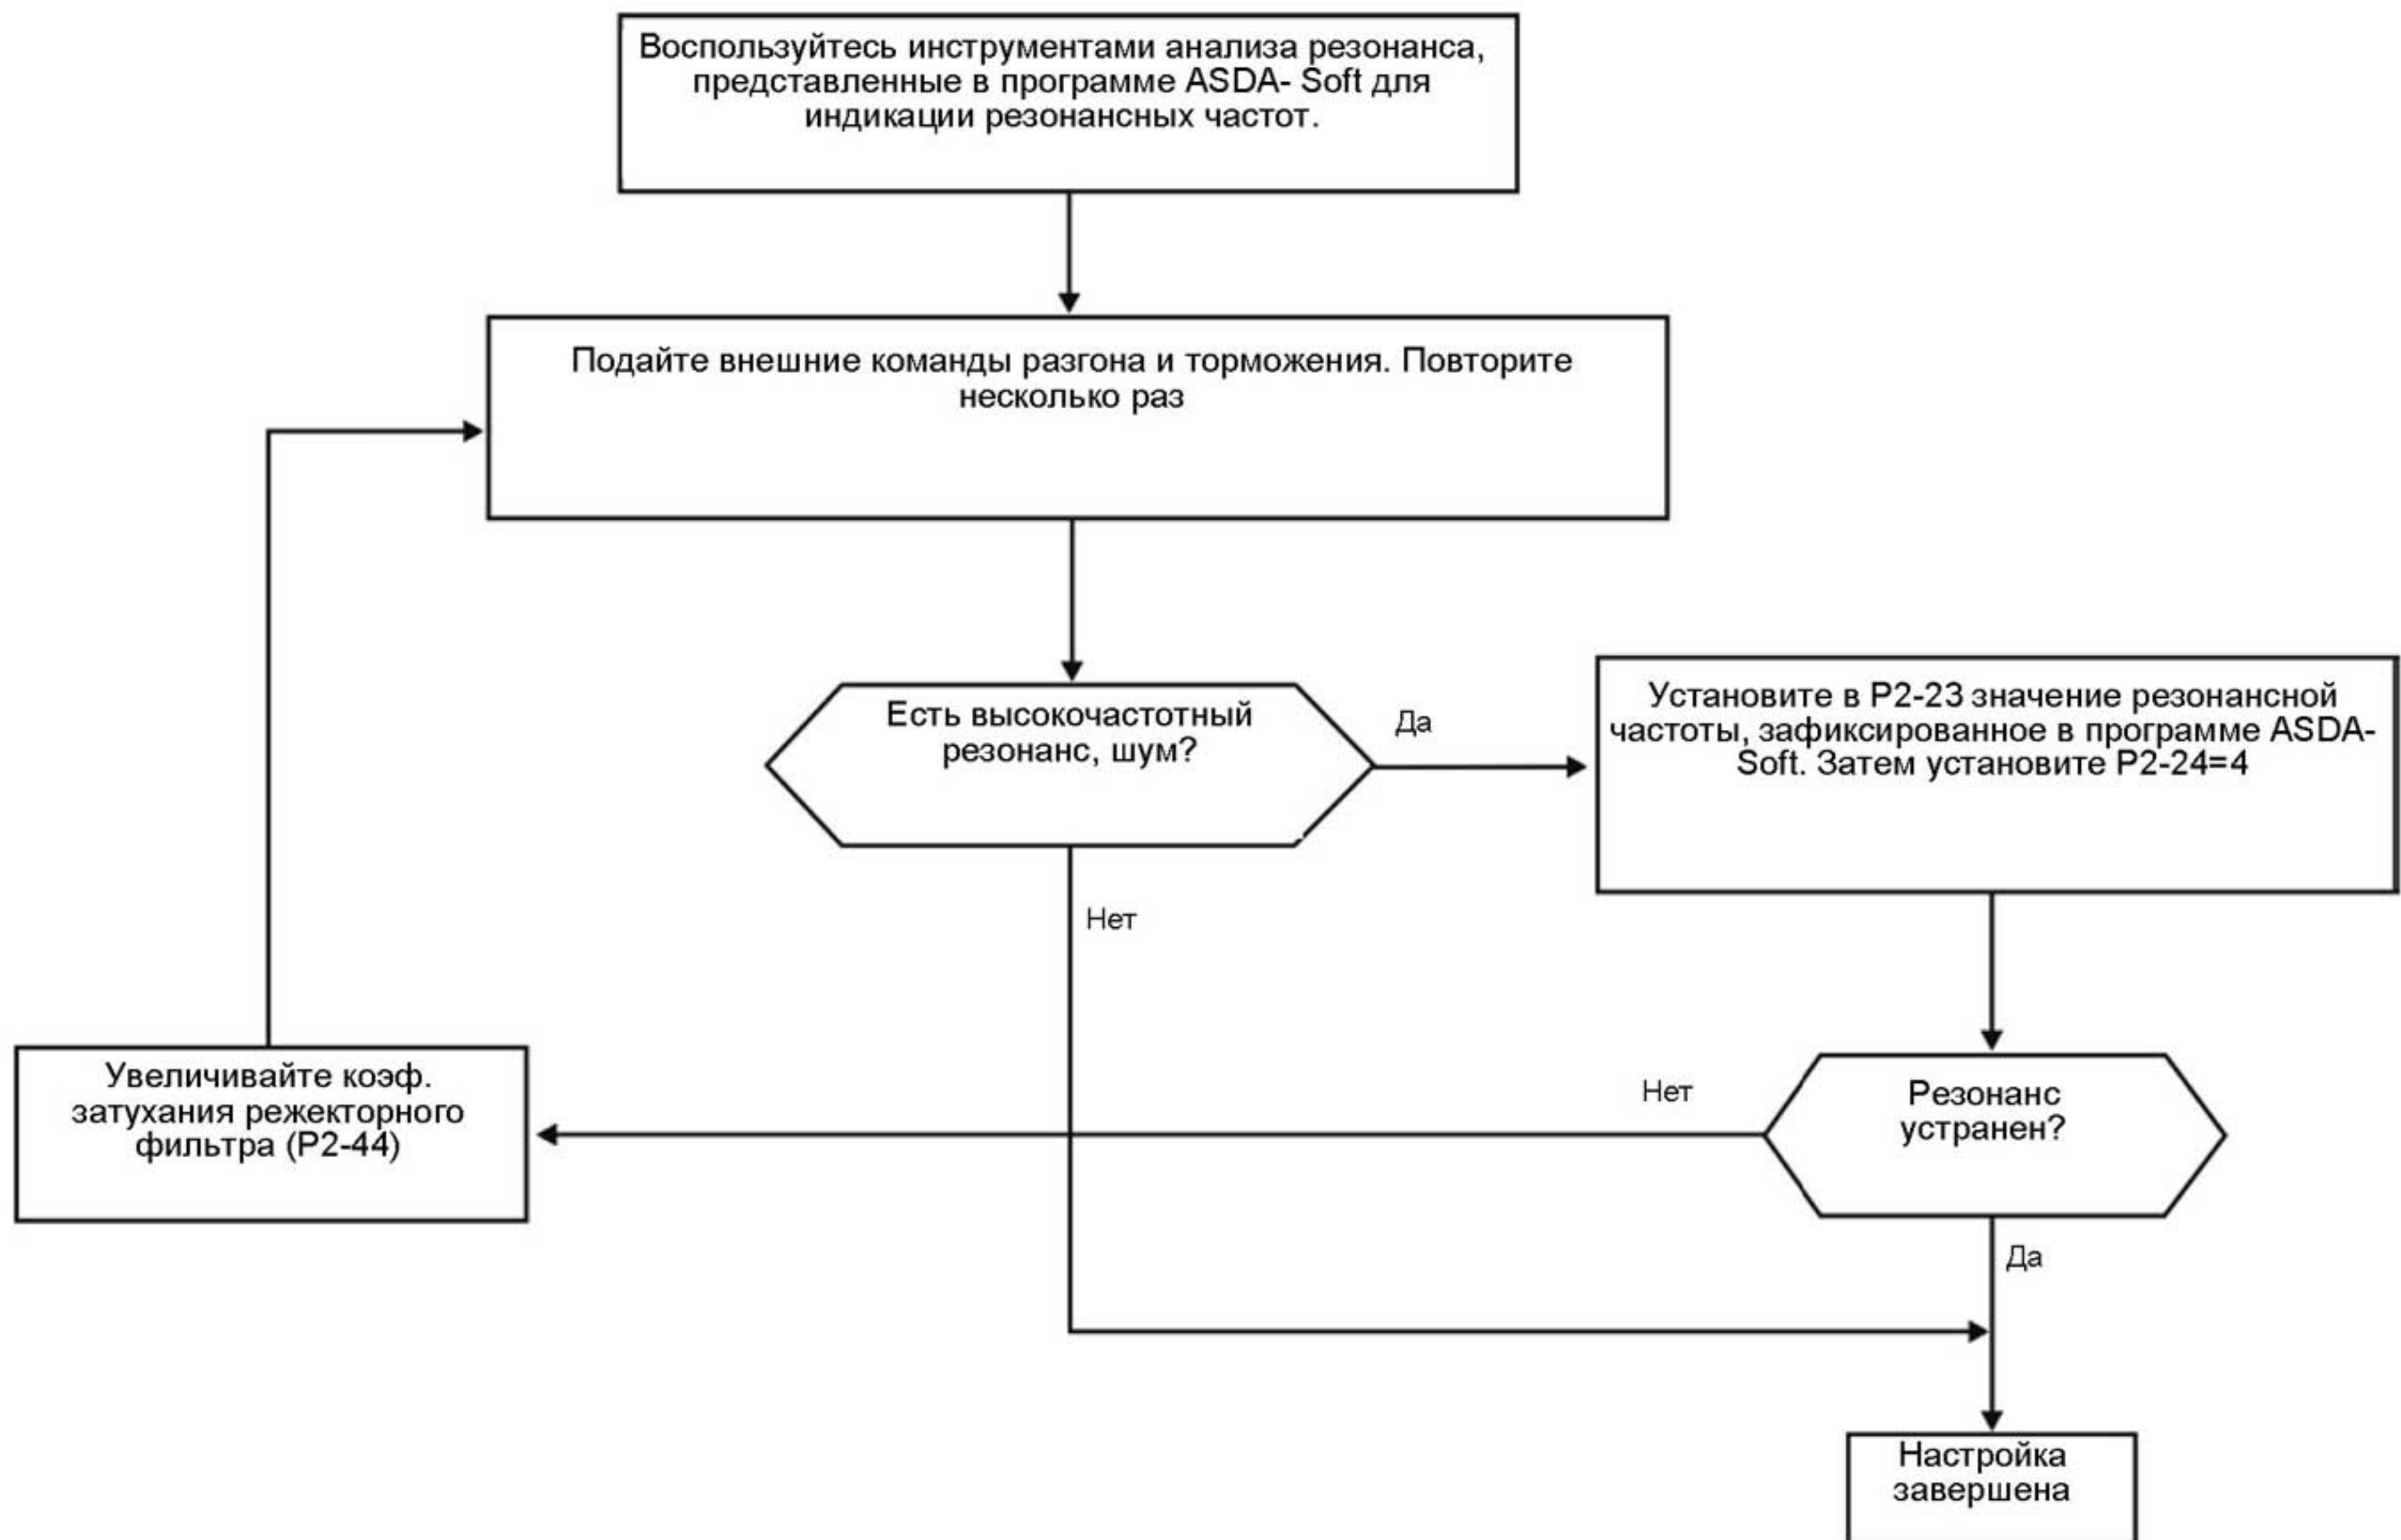 Воспользуйтесь инструментами анализа резонанса,
представленные в программе ASDA- Soft для
индикации резонансных частот.
Подайте внешние команды разгона и торможения. Повторите
несколько раз
Есть высокочастотный
резонанс, шум?
Да
Установите в P2-23 значение резонансной
частоты, зафиксированное в программе ASDA-
Soft. Затем установите P2-24=4
Нет
Увеличивайте коэф.
затухания режекторного
фильтра (P2-44)
Нет
Резонанс
устранен?
Да
Настройка
завершена